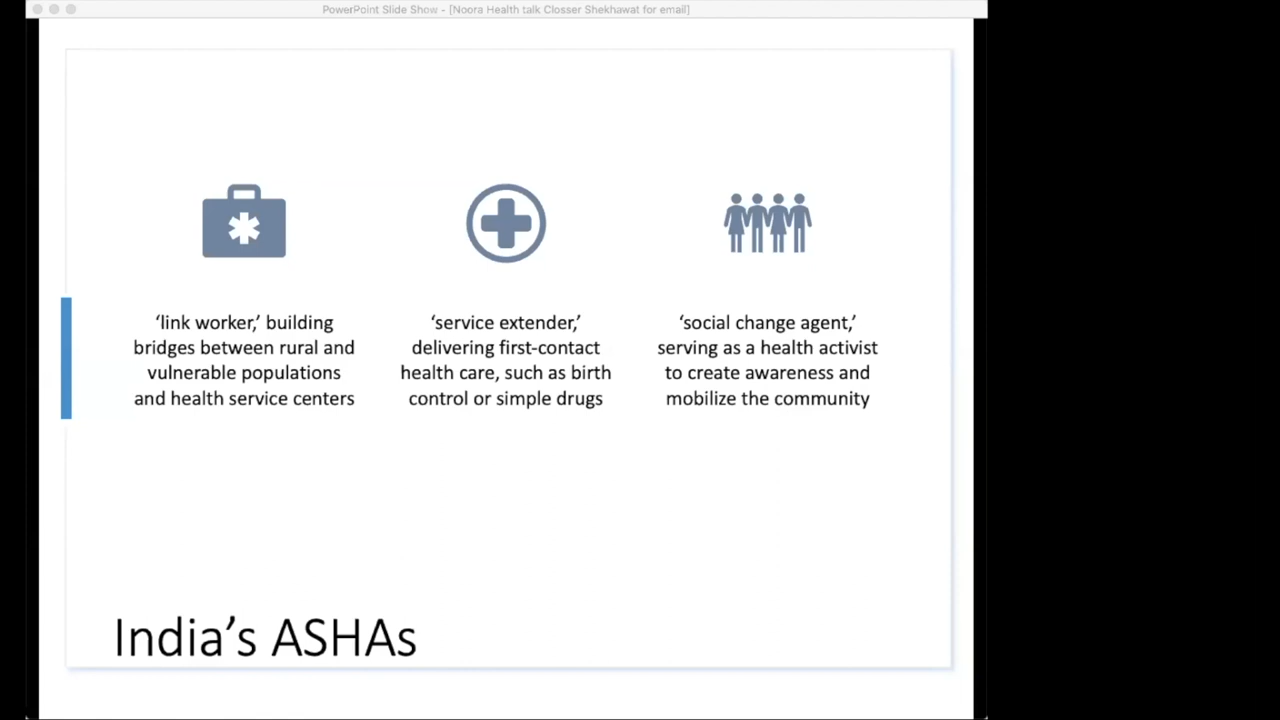 PowerPoint Slide Show - [Noora Health talk Closser Shekhawat for email]
‘link worker,’ building
bridges between rural and
vulnerable populations
and health service centers
‘service extender,’
delivering first-contact
health care, such as birth
control or simple drugs
‘social change agent,’
serving as a health activist
to create awareness and
mobilize the community
India’s ASHAs